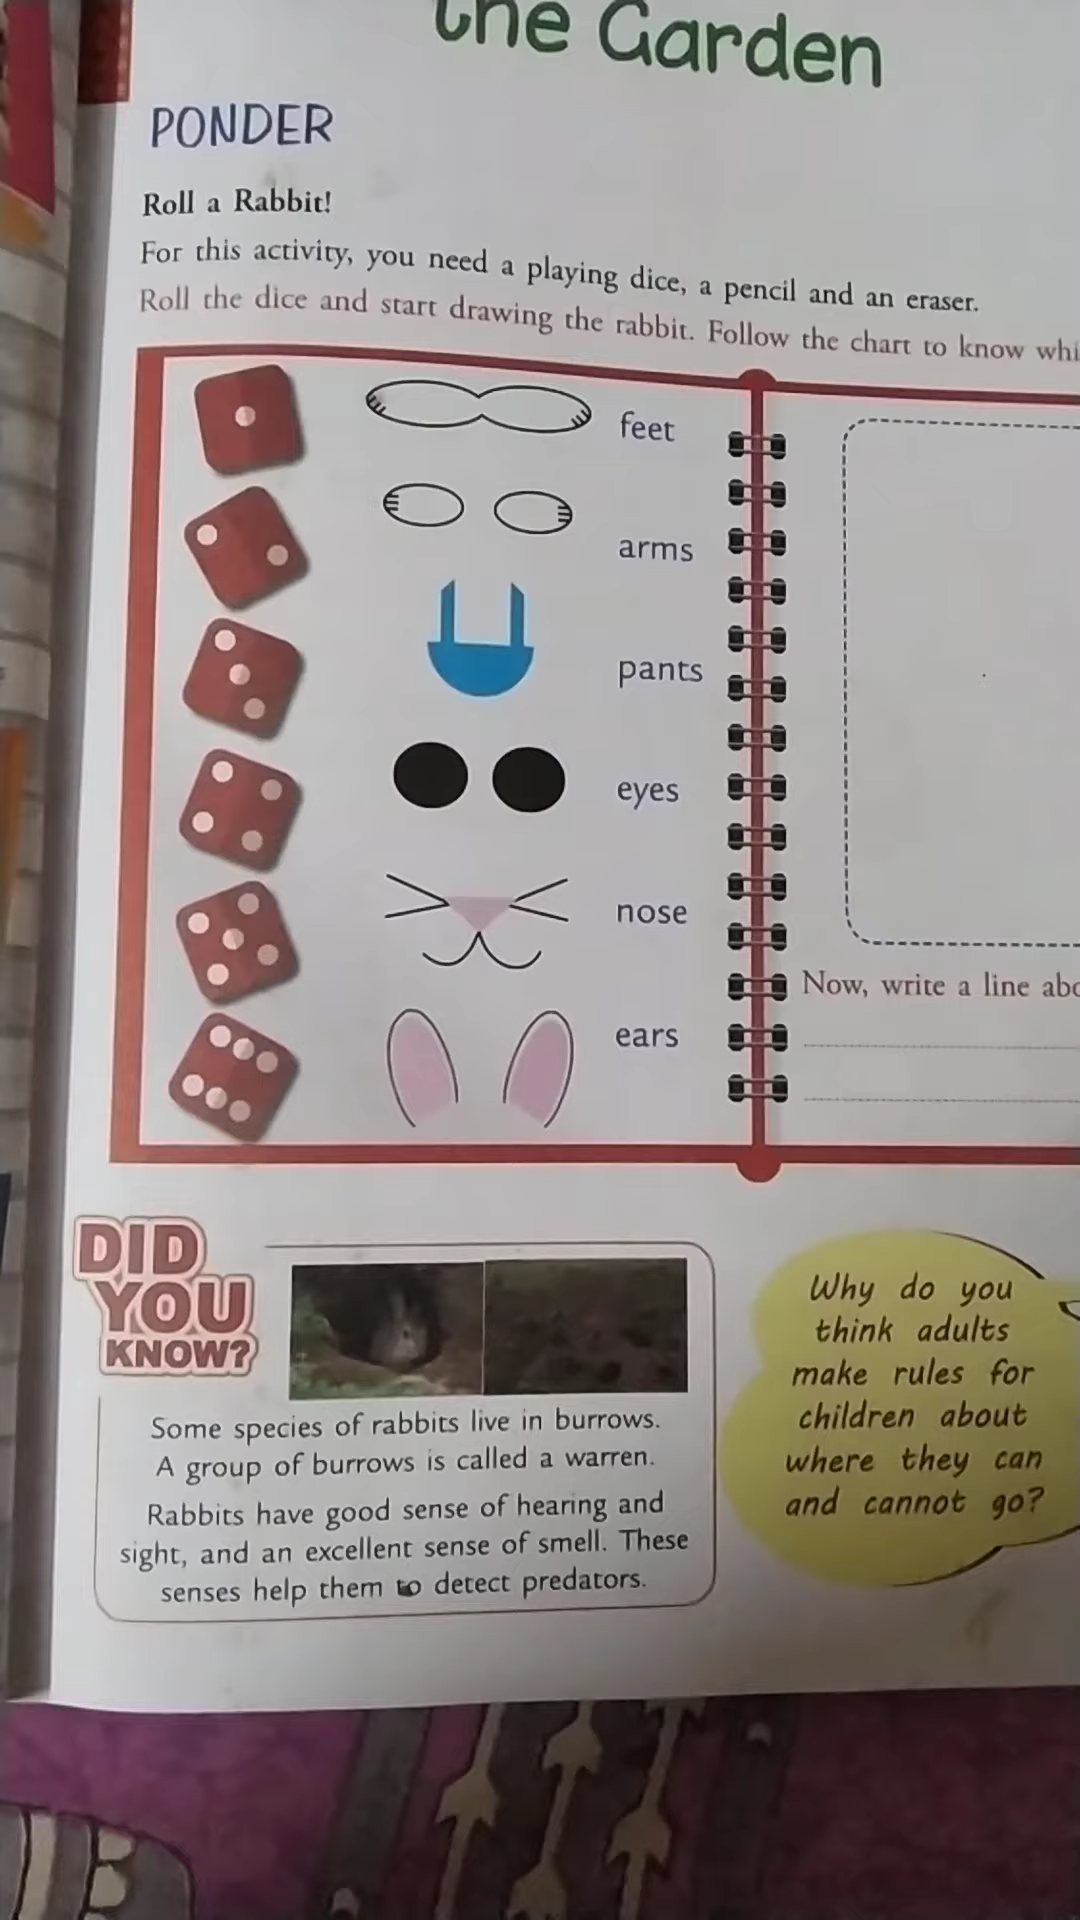 the Garden
PONDER
Roll a Rabbit!
For this activity, you need a playing dice, a pencil and an eraser.
Roll the dice and start drawing the rabbit. Follow the chart to know
feet
arms
pants
eyes
nose
ears
Now, write a line
DID
YOU
KNOW?
Some species of rabbits live in burrows.
A group of burrows is called a warren.
Rabbits have good sense of hearing and
sight, and an excellent sense of smell. These
senses help them to detect predators.
Why do you
think adults
make rules for
children about
where they can
and cannot go?